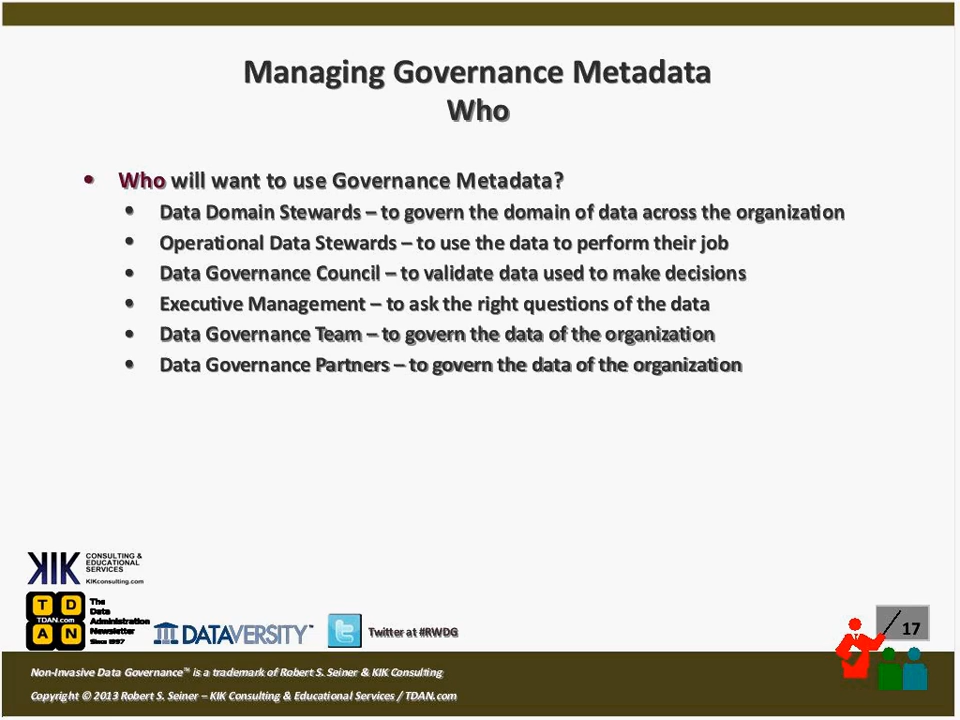 Managing Governance Metadata
Who
• Who will want to use Governance Metadata?
• Data Domain Stewards – to govern the domain of data across the organization
• Operational Data Stewards – to use the data to perform their job
• Data Governance Council – to validate data used to make decisions
• Executive Management – to ask the right questions of the data
• Data Governance Team – to govern the data of the organization
• Data Governance Partners – to govern the data of the organization
KIK CONSULTING &
EDUCATIONAL
SERVICES
KIKconsulting.com
T D
TDAN.com
A N
The
Data
Administration
Newsletter
Since 1997
DATAVERSITY™
Twitter at #RWDG
17
Non-Invasive Data Governance™ is a trademark of Robert S. Seiner & KIK Consulting
Copyright © 2013 Robert S. Seiner – KIK Consulting & Educational Services / TDAN.com